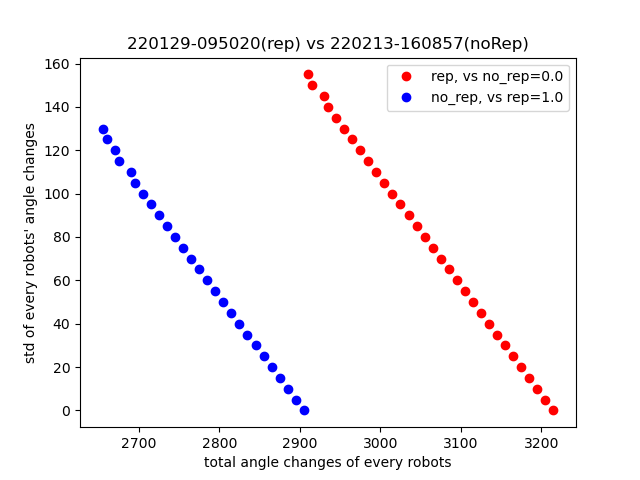 220129-095020(rep) vs 220213-160857(noRep)
rep, vs no_rep=0.0
no_rep, vs rep=1.0
160
140
120
100
80
60
40
20
0
std of every robots' angle changes
2700 2800 2900 3000 3100 3200
total angle changes of every robots